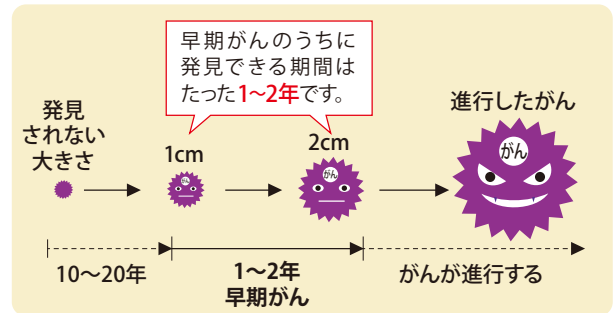 早期がんのうちに
発見できる期間は
たった1〜2年です。
発見
されない
大きさ
1cm
2cm
進行したがん
がん
がん
がん
10〜20年
1〜2年
早期がん
がんが進行する